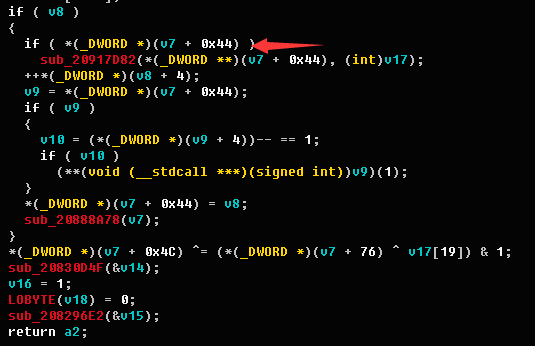 if ( v8 )
{
if ( *(_DWORD *)(v7 + 0x44) )
sub_20917D82(*(_DWORD **)(v7 + 0x44), (int)v17);
++*(_DWORD *)(v8 + 4);
v9 = *(_DWORD *)(v7 + 0x44);
if ( v9 )
{
v10 = (*(_DWORD *)(v9 + 4))-- == 1;
if ( v10 )
(**(void (__stdcall ***)(signed int))v9)(1);
}
*(_DWORD *)(v7 + 0x44) = v8;
sub_20888A78(v7);
}
*(_DWORD *)(v7 + 0x4C) ^= (*(_DWORD *)(v7 + 76) ^ v17[19]) & 1;
sub_20830D4F(&v14);
v16 = 1;
LOBYTE(v18) = 0;
sub_208296E2(&v15);
return a2;